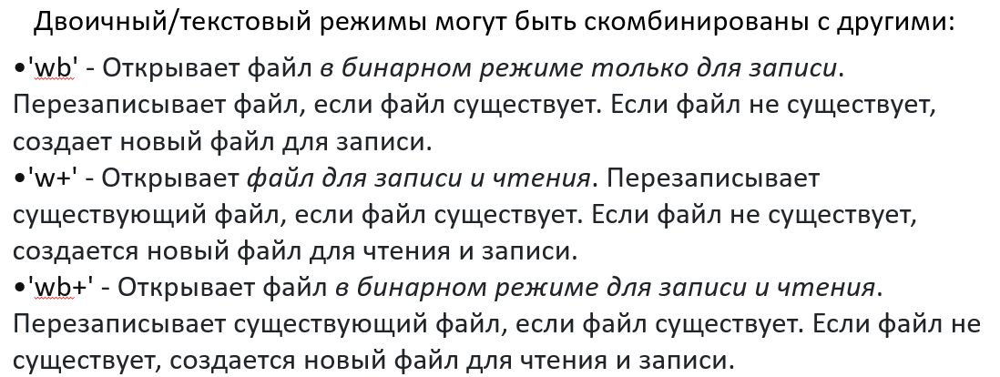 Двоичный/текстовый режимы могут быть скомбинированы с другими:
•'wb' - Открывает файл в бинарном режиме только для записи.
Перезаписывает файл, если файл существует. Если файл не существует,
создает новый файл для записи.
•'w+' - Открывает файл для записи и чтения. Перезаписывает
существующий файл, если файл существует. Если файл не существует,
создается новый файл для чтения и записи.
•'wb+' - Открывает файл в бинарном режиме для записи и чтения.
Перезаписывает существующий файл, если файл существует. Если файл не
существует, создается новый файл для чтения и записи.